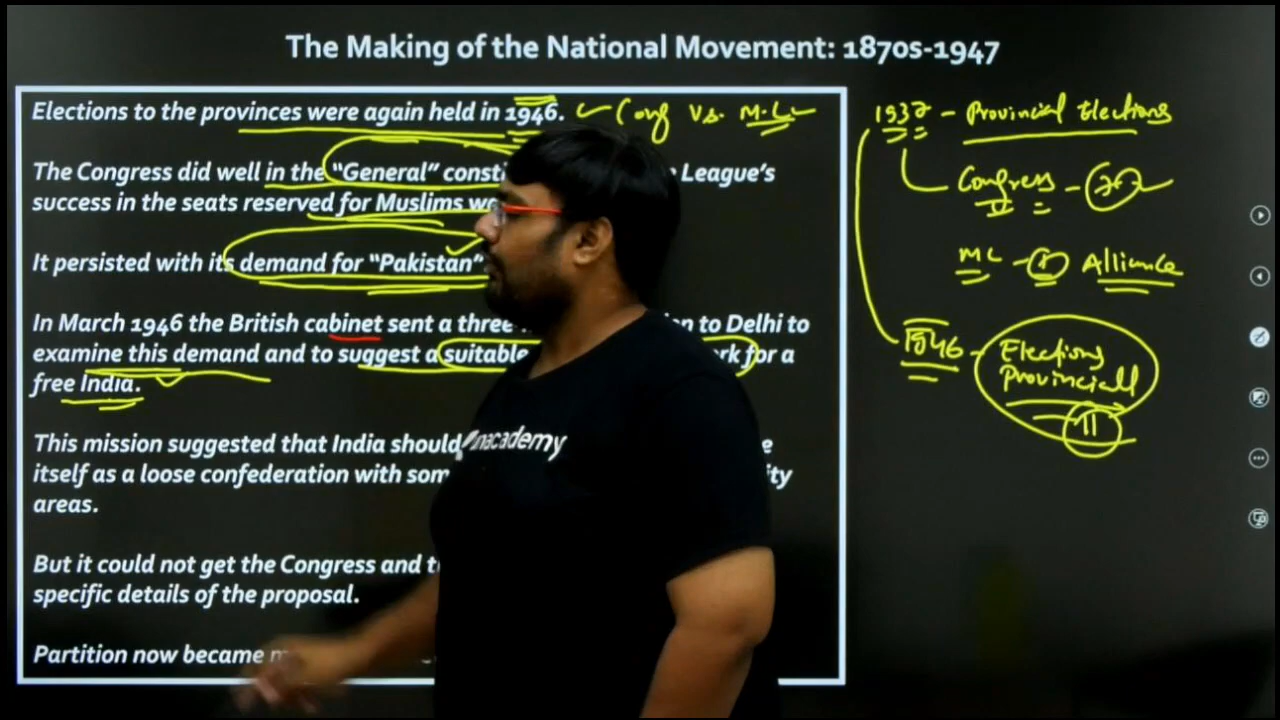 The Making of the National Movement: 1870s-1947
Elections to the provinces were again held in 1946.
Cong Vs. M.L
The Congress did well in the "General" consti League's
success in the seats reserved for Muslims
It persisted with its demand for "Pakistan"
In March 1946 the British cabinet sent a three to Delhi to
examine this demand and to suggest a suitable for a
free India.
This mission suggested that India should
itself as a loose confederation with som
areas.
But it could not get the Congress and
specific details of the proposal.
Partition now became
1937 - Provincial Elections
Congress -
ML - Alliance
1946 - Elections
Provinciall
unacademy